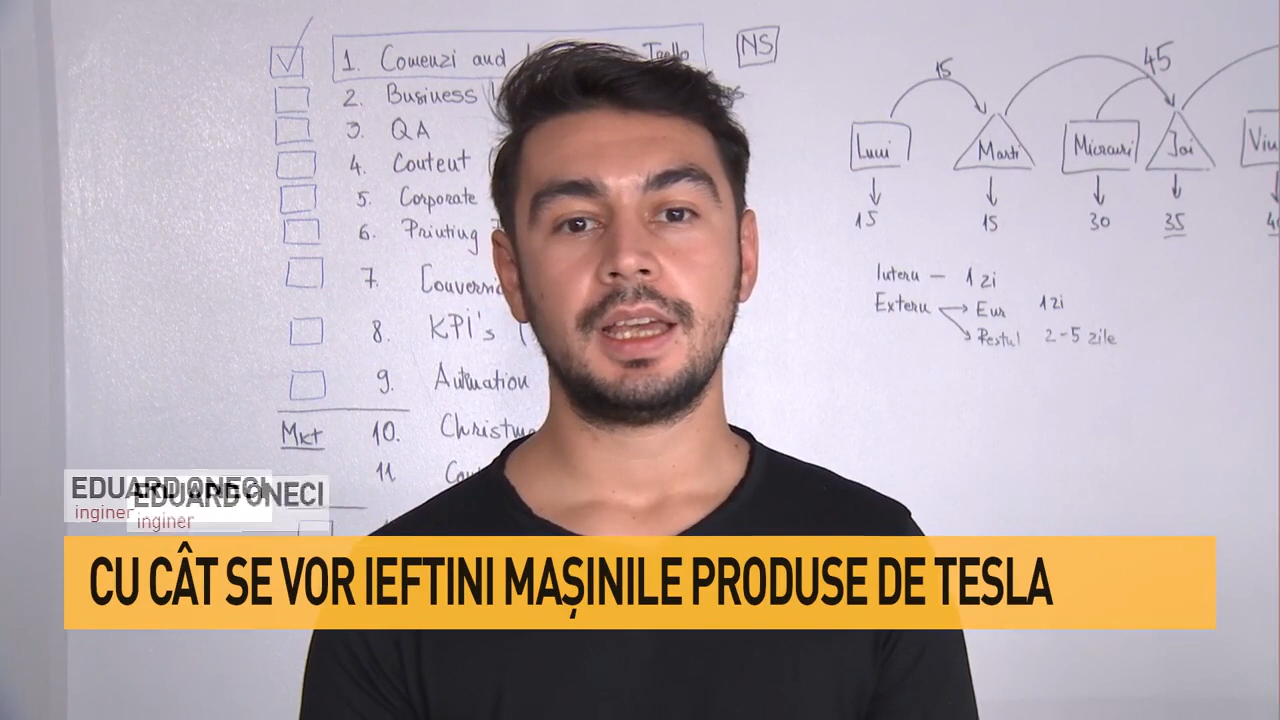 1. Comenzi and Trello
NS
2. Business
3. QA
4. Content
5. Corporate
6. Printing
7.
8. KPI's
9. Automation
Mkt 10.
11
15
45
Luni
Marti
Miercuri
Joi
15
15
30
35
Intern – 1 zi
Extern Eur 1 zi
Restul 2-5 zile
EDUARD ONECI
inginer
EDUARD ONECI
inginer
CU CÂT SE VOR IEFTINI MAȘINILE PRODUSE DE TESLA